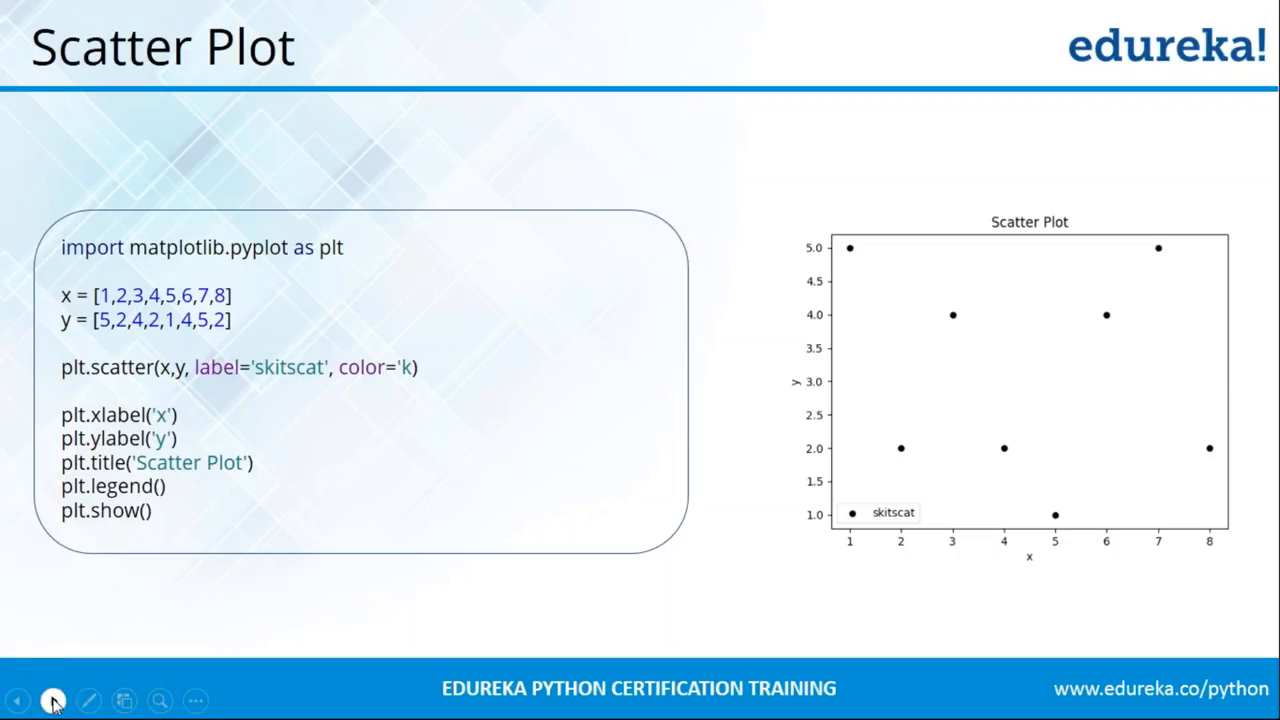 Scatter Plot
edureka!
import matplotlib.pyplot as plt
x = [1,2,3,4,5,6,7,8]
y = [5,2,4,2,1,4,5,2]
plt.scatter(x,y, label='skitscat', color='k)
plt.xlabel('x')
plt.ylabel('y')
plt.title('Scatter Plot')
plt.legend()
plt.show()
Scatter Plot
5.0
4.5
4.0
3.5
3.0
2.5
2.0
1.5
1.0
y
skitscat
1 2 3 4 5 6 7 8
x
EDUREKA PYTHON CERTIFICATION TRAINING
www.edureka.co/python